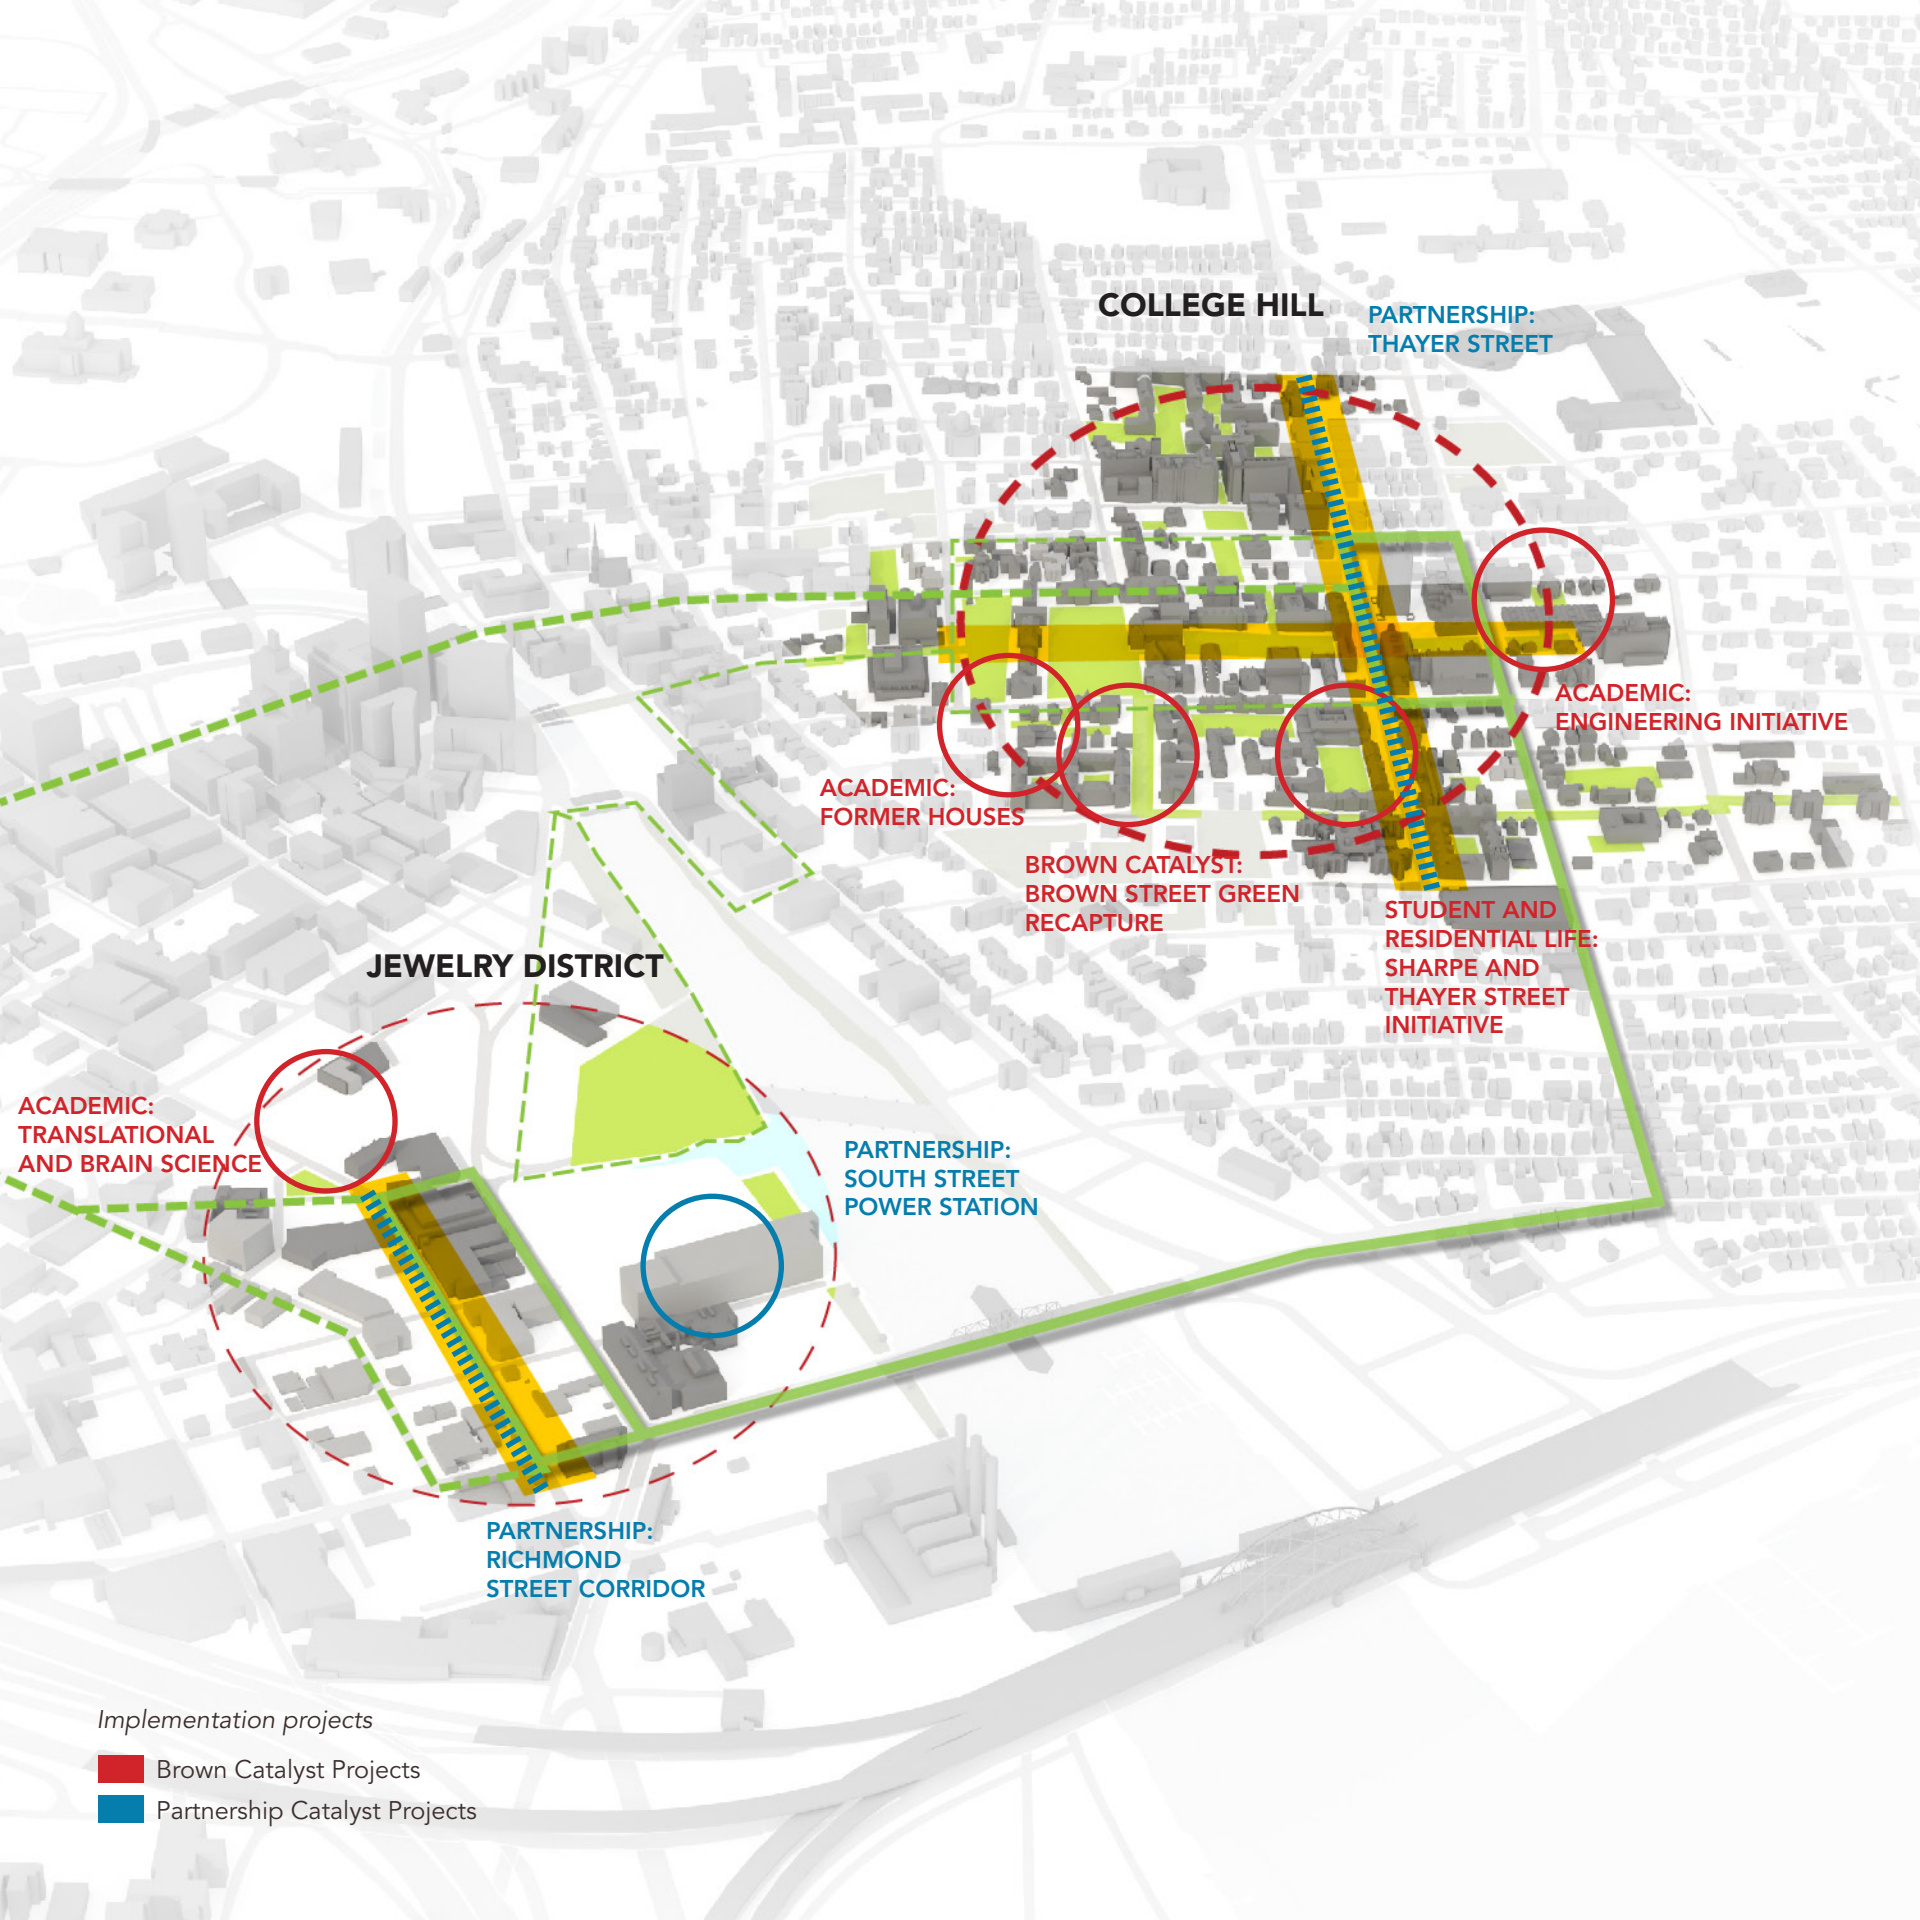 COLLEGE HILL
PARTNERSHIP:
THAYER STREET
ACADEMIC:
ENGINEERING INITIATIVE
ACADEMIC:
FORMER HOUSES
BROWN CATALYST:
BROWN STREET GREEN
RECAPTURE
STUDENT AND
RESIDENTIAL LIFE:
SHARPE AND
THAYER STREET
INITIATIVE
JEWELRY DISTRICT
ACADEMIC:
TRANSLATIONAL
AND BRAIN SCIENCE
PARTNERSHIP:
SOUTH STREET
POWER STATION
PARTNERSHIP:
RICHMOND
STREET CORRIDOR
Implementation projects
Brown Catalyst Projects
Partnership Catalyst Projects